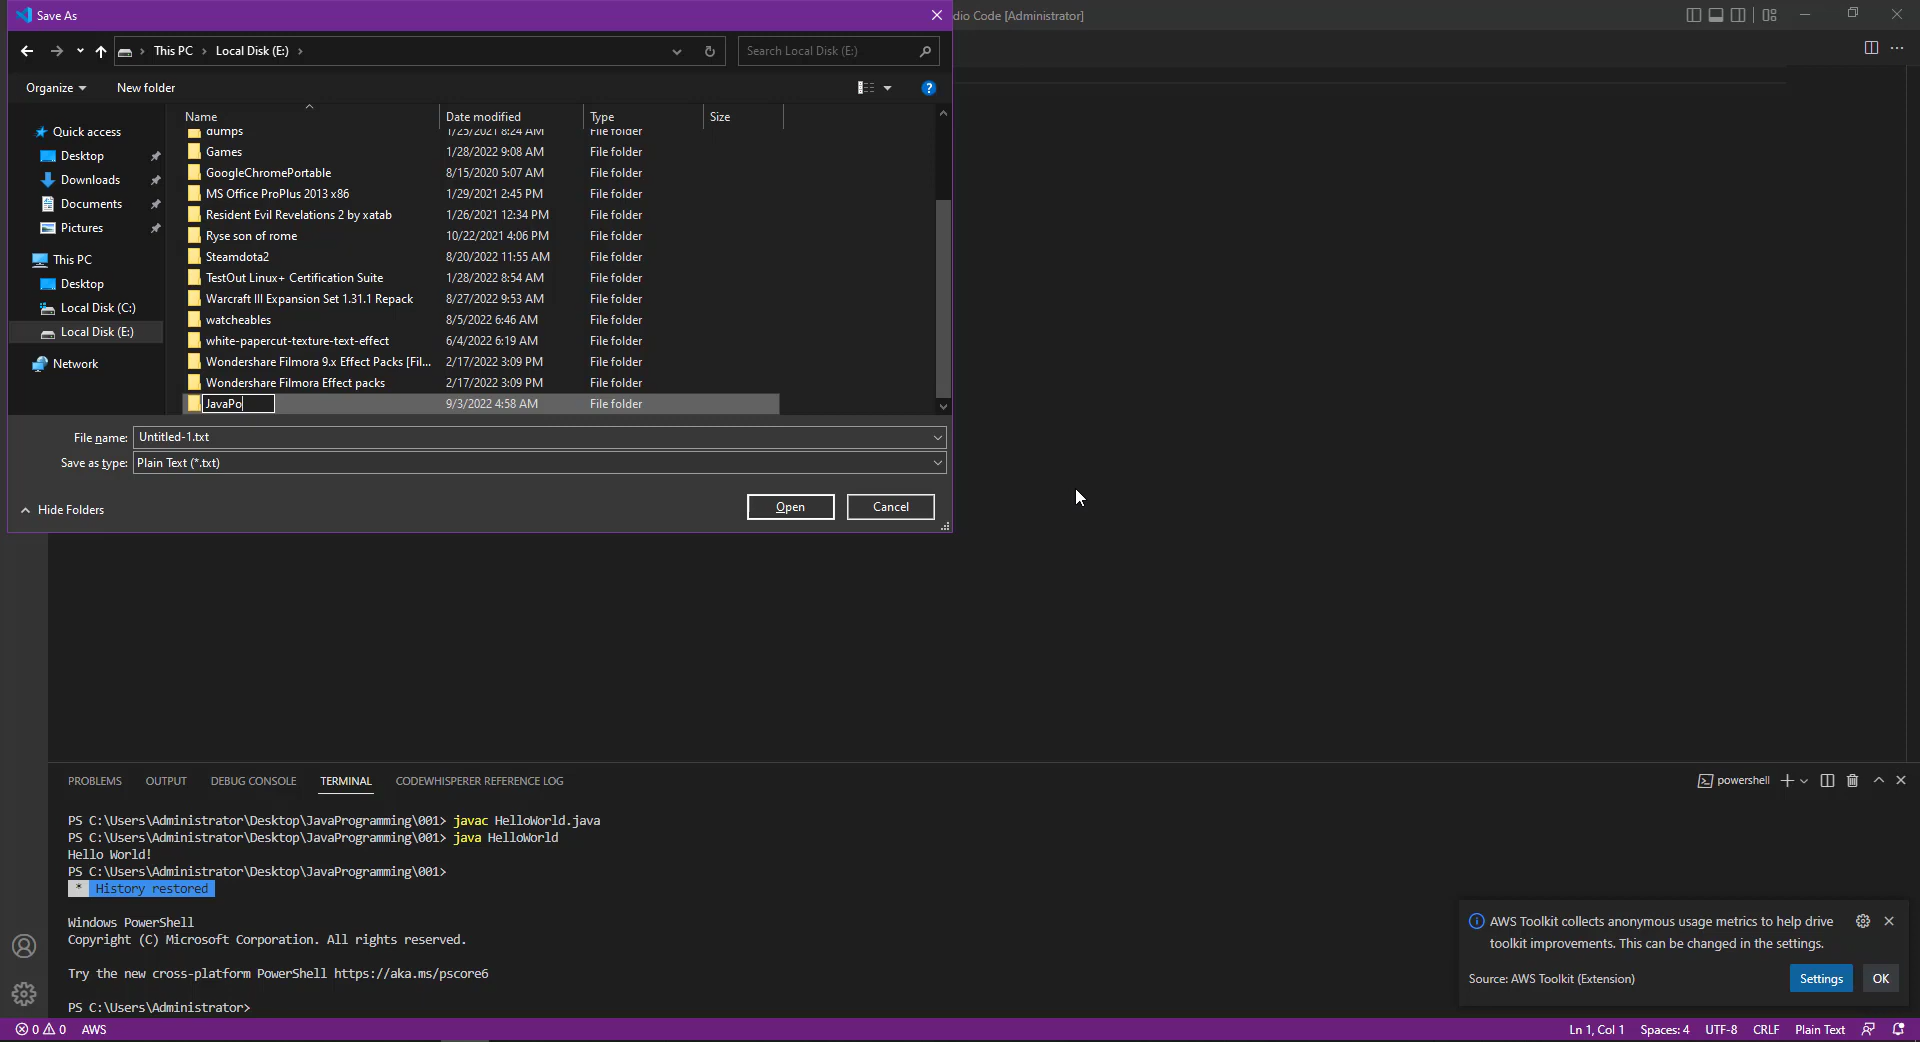 Save As
dio Code [Administrator]
This PC
Local Disk (E:)
Search Local Disk (E:)
Organize
New folder
Name
Date modified
Type
Size
dumps
1/25/2021 8:24 AM
File folder
Games
1/28/2022 9:08 AM
File folder
GoogleChromePortable
8/15/2020 5:07 AM
File folder
MS Office ProPlus 2013 x86
1/29/2021 2:45 PM
File folder
Resident Evil Revelations 2 by xatab
1/26/2021 12:34 PM
File folder
Ryse son of rome
10/22/2021 4:06 PM
File folder
Steamdota2
8/20/2022 11:55 AM
File folder
TestOut Linux+ Certification Suite
1/28/2022 8:54 AM
File folder
Warcraft III Expansion Set 1.31.1 Repack
8/27/2022 9:53 AM
File folder
watcheables
8/5/2022 6:46 AM
File folder
white-papercut-texture-text-effect
6/4/2022 6:19 AM
File folder
Wondershare Filmora 9.x Effect Packs [Fil...
2/17/2022 3:09 PM
File folder
Wondershare Filmora Effect packs
2/17/2022 3:09 PM
File folder
JavaPo
9/3/2022 4:58 AM
File folder
Quick access
Desktop
Downloads
Documents
Pictures
This PC
Desktop
Local Disk (C:)
Local Disk (E:)
Network
File name:
Untitled-1.txt
Save as type:
Plain Text (*.txt)
Hide Folders
Open
Cancel
PROBLEMS
OUTPUT
DEBUG CONSOLE
TERMINAL
CODEWHISPERER REFERENCE LOG
powershell
PS C:\Users\Administrator\Desktop\JavaProgramming\001> javac HelloWorld.java
PS C:\Users\Administrator\Desktop\JavaProgramming\001> java HelloWorld
Hello World!
PS C:\Users\Administrator\Desktop\JavaProgramming\001>
* History restored
Windows PowerShell
Copyright (C) Microsoft Corporation. All rights reserved.
Try the new cross-platform PowerShell https://aka.ms/pscore6
PS C:\Users\Administrator>
AWS Toolkit collects anonymous usage metrics to help drive
toolkit improvements. This can be changed in the settings.
Source: AWS Toolkit (Extension)
Settings
OK
0
0
AWS
Ln 1, Col 1
Spaces: 4
UTF-8
CRLF
Plain Text